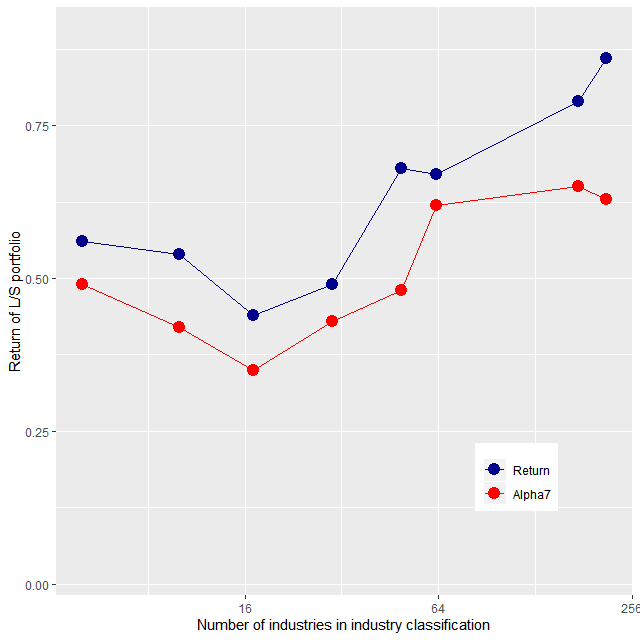 Return of L/S portfolio
0.75
0.50
0.25
0.00
Return
Alpha7
16
64
256
Number of industries in industry classification